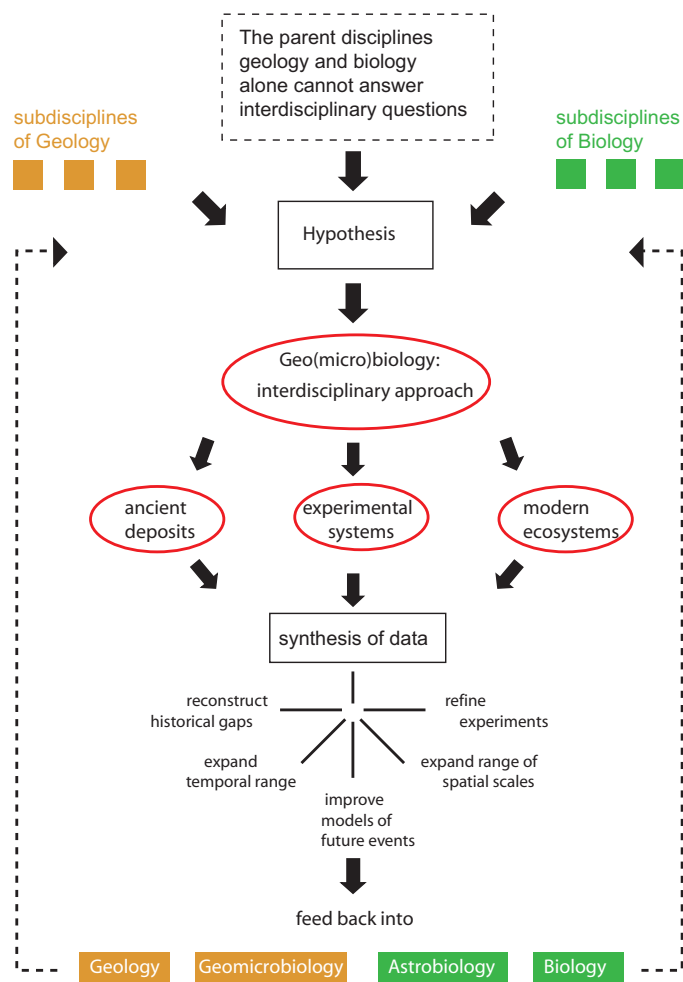 The parent disciplines
geology and biology
alone cannot answer
interdisciplinary questions
subdisciplines
of Geology
subdisciplines
of Biology
Hypothesis
Geo(micro)biology:
interdisciplinary approach
ancient
deposits
experimental
systems
modern
ecosystems
synthesis of data
reconstruct
historical gaps
refine
experiments
expand
temporal range
expand range of
spatial scales
improve
models of
future events
feed back into
Geology
Geomicrobiology
Astrobiology
Biology